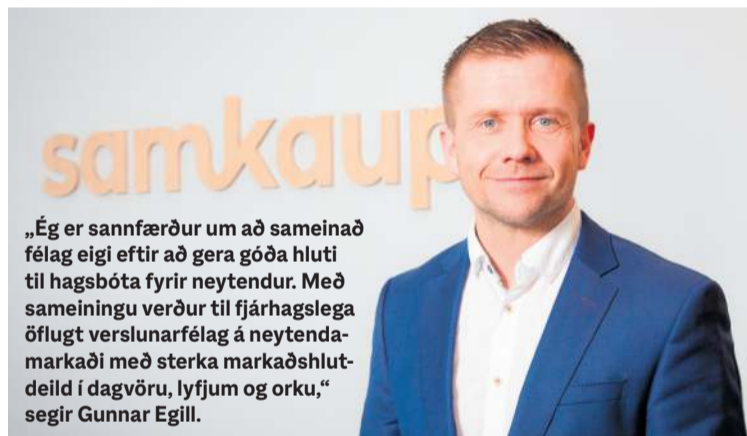 samkaup
„Ég er sannfærður um að sameinað
félag eigi eftir að gera góða hluti
til hagsbóta fyrir neytendur. Með
sameiningu verður til fjárhagslega
öflugt verslunarfélag á neytenda-
markaði með sterka markaðshlut-
deild í dagvöru, lyfjum og orku,“
segir Gunnar Egill.